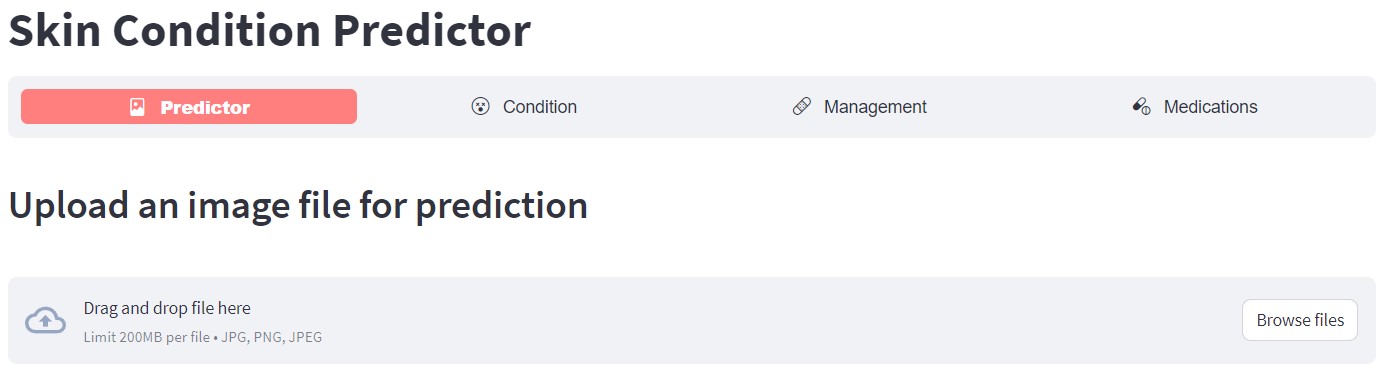 Skin Condition Predictor
Predictor Condition Management Medications
Upload an image file for prediction
Drag and drop file here
Limit 200MB per file • JPG, PNG, JPEG
Browse files